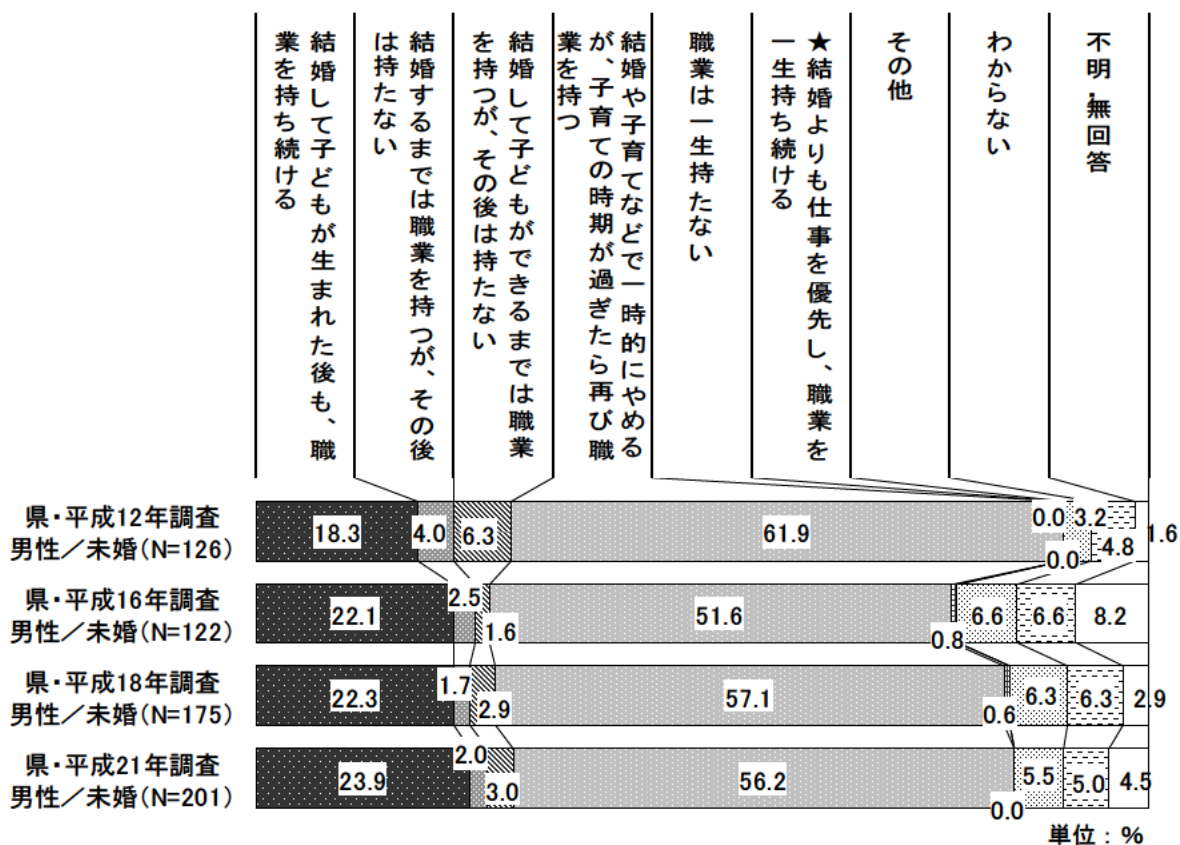 結婚して子どもが生まれた後も、職
業を持ち続ける
結婚するまでは職業を持つが、その後
は持たない
結婚して子どもができるまでは職業
を持つが、その後は持たない
結婚や子育てなどで一時的にやめる
が、子育ての時期が過ぎたら再び職
業を持つ
職業は一生持たない
★結婚よりも仕事を優先し、職業を
一生持ち続ける
その他
わからない
不明・無回答
県・平成12年調査
男性／未婚(N=126)
18.3
4.0
6.3
61.9
0.0
0.0
3.2
4.8
1.6
県・平成16年調査
男性／未婚(N=122)
22.1
2.5
1.6
51.6
0.8
6.6
6.6
8.2
県・平成18年調査
男性／未婚(N=175)
22.3
1.7
2.9
57.1
0.6
6.3
6.3
2.9
県・平成21年調査
男性／未婚(N=201)
23.9
2.0
3.0
56.2
0.0
5.5
5.0
4.5
単位：％